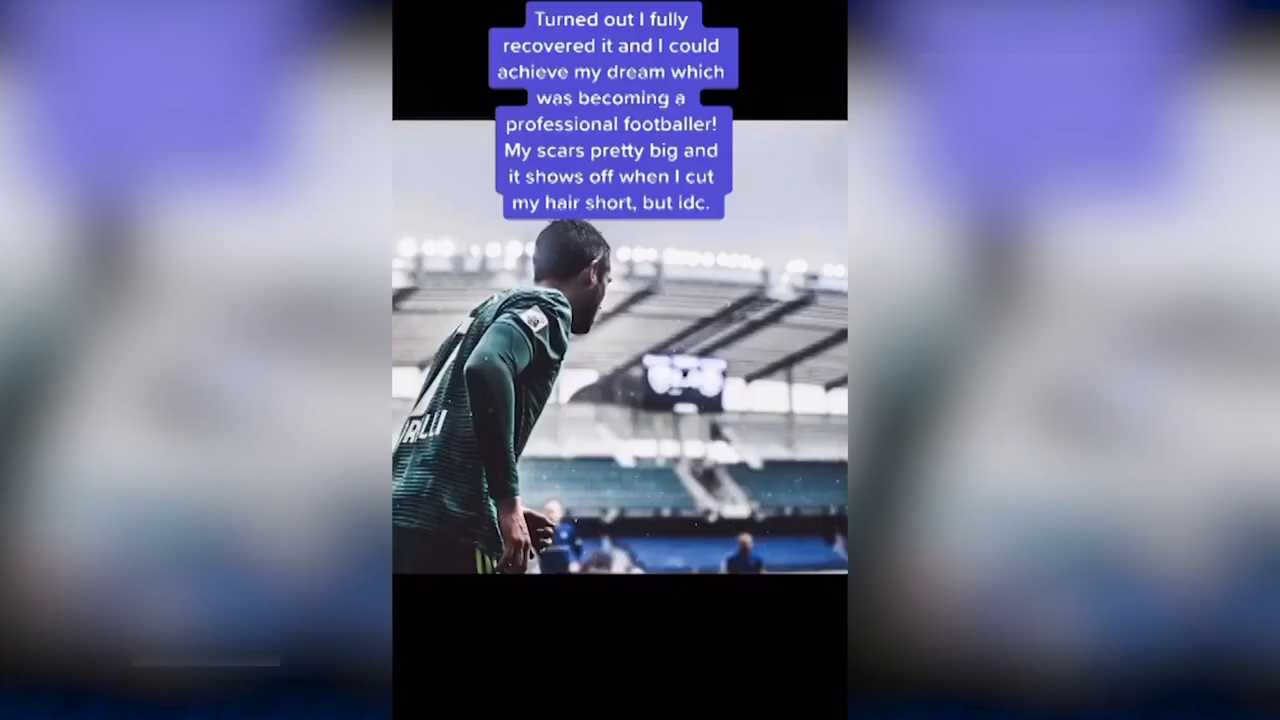 Turned out I fully
recovered it and I could
achieve my dream which
was becoming a
professional footballer!
My scars pretty big and
it shows off when I cut
my hair short, but idc.